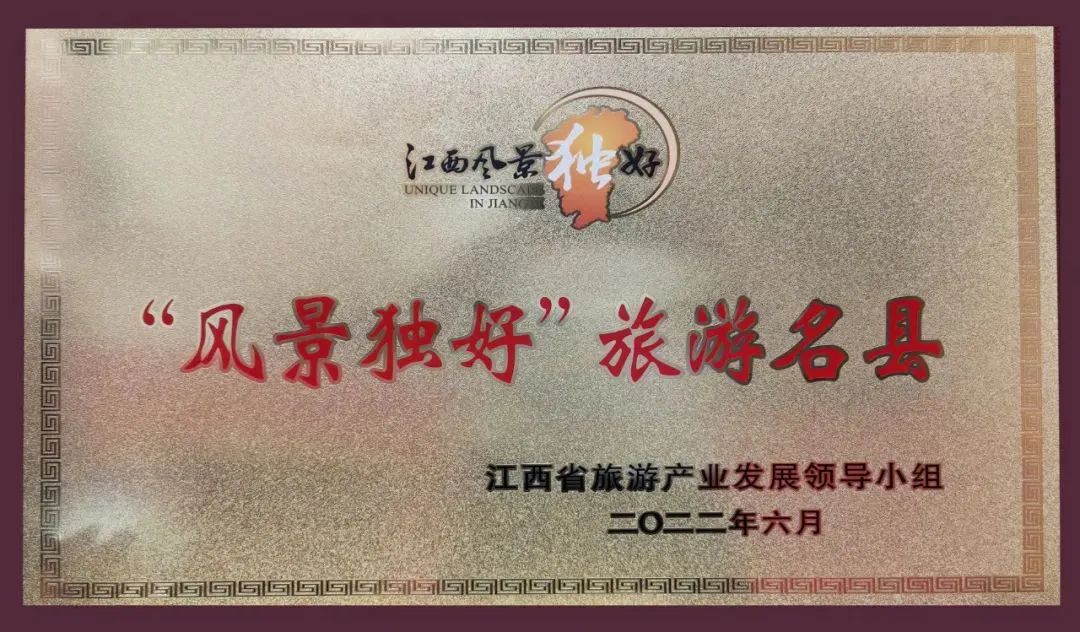 江西风景独好
UNIQUE LANDSCAPE
IN JIANGXI
“风景独好”旅游名县
江西省旅游产业发展领导小组
二〇二二年六月